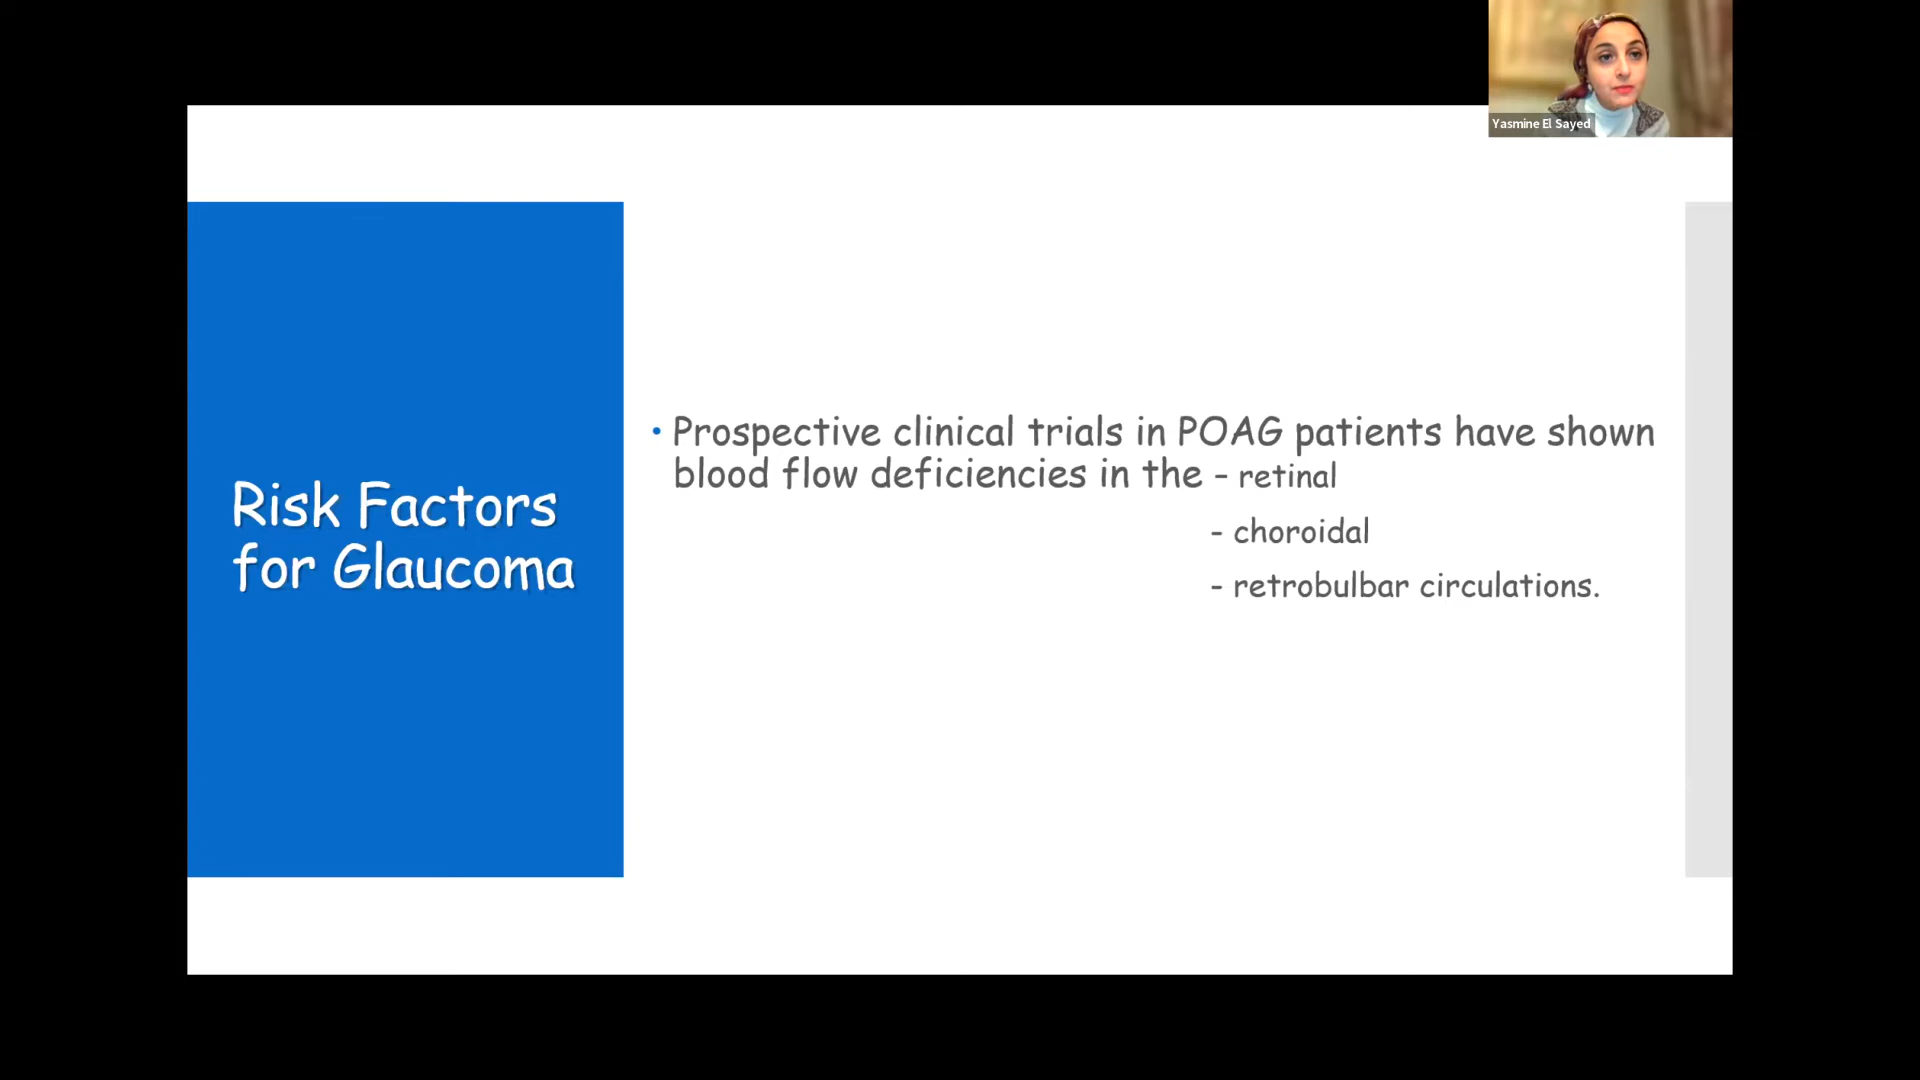 Yasmine El Sayed
Risk Factors
for Glaucoma
• Prospective clinical trials in POAG patients have shown
blood flow deficiencies in the – retinal
- choroidal
- retrobulbar circulations.